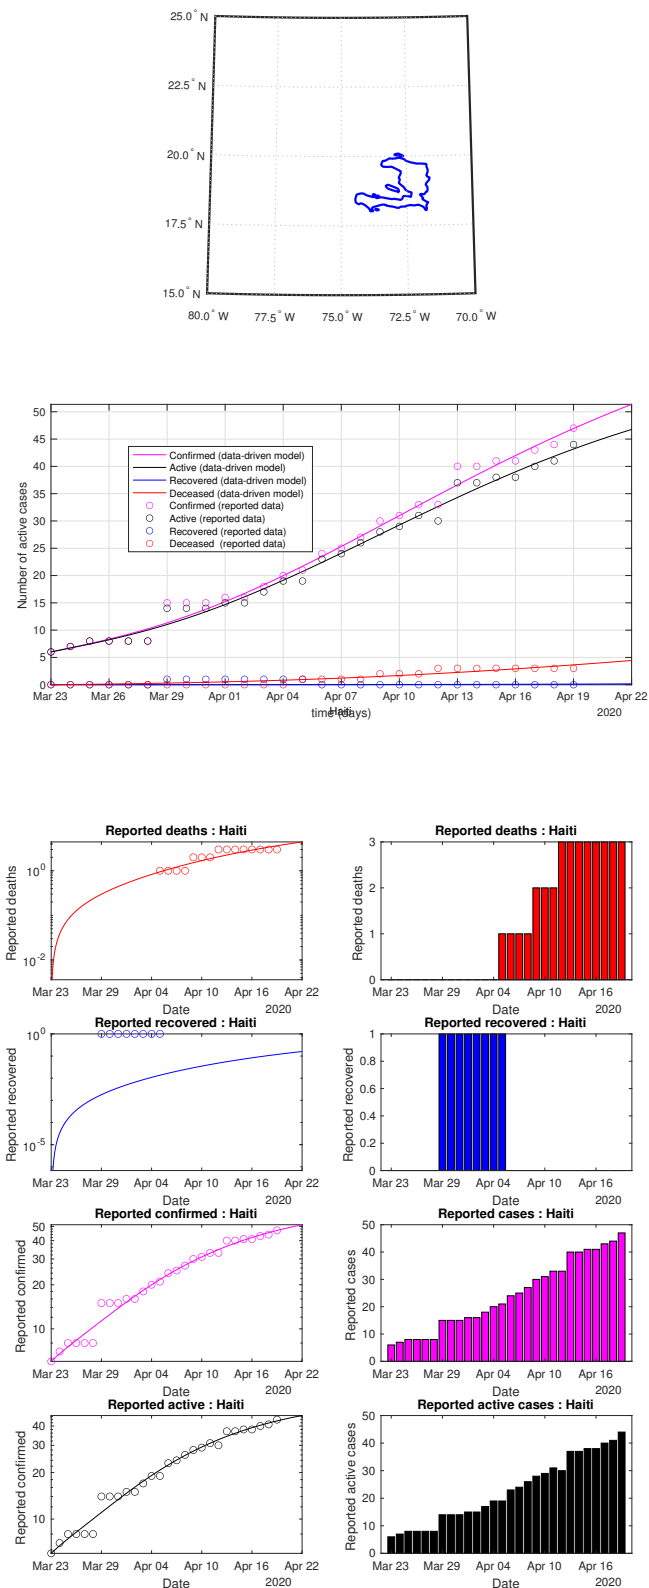 25.0° N
22.5° N
20.0° N
17.5° N
15.0° N
80.0° W 77.5° W 75.0° W 72.5° W 70.0° W
Number of active cases
50
45
40
35
30
25
20
15
10
5
0
Confirmed (data-driven model)
Active (data-driven model)
Recovered (data-driven model)
Deceased (data-driven model)
Confirmed (reported data)
Active (reported data)
Recovered (reported data)
Deceased (reported data)
Mar 23 Mar 26 Mar 29 Apr 01 Apr 04 Apr 07 Apr 10 Apr 13 Apr 16 Apr 19 Apr 22
Haiti
time (days)
2020
Reported deaths : Haiti
Reported deaths
10^0
10^-2
Mar 23 Mar 29 Apr 04 Apr 10 Apr 16 Apr 22
Date
2020
Reported deaths : Haiti
Reported deaths
3
2
1
0
Mar 23 Mar 29 Apr 04 Apr 10 Apr 16
Date
2020
Reported recovered : Haiti
Reported recovered
10^0
10^-5
Mar 23 Mar 29 Apr 04 Apr 10 Apr 16 Apr 22
Date
2020
Reported recovered : Haiti
Reported recovered
1
0.8
0.6
0.4
0.2
0
Mar 23 Mar 29 Apr 04 Apr 10 Apr 16
Date
2020
Reported confirmed : Haiti
Reported confirmed
50
40
30
20
10
Mar 23 Mar 29 Apr 04 Apr 10 Apr 16 Apr 22
Date
2020
Reported cases : Haiti
Reported cases
50
40
30
20
10
0
Mar 23 Mar 29 Apr 04 Apr 10 Apr 16
Date
2020
Reported active : Haiti
Reported confirmed
40
30
20
10
Mar 23 Mar 29 Apr 04 Apr 10 Apr 16 Apr 22
Date
2020
Reported active cases : Haiti
Reported active cases
50
40
30
20
10
0
Mar 23 Mar 29 Apr 04 Apr 10 Apr 16
Date
2020